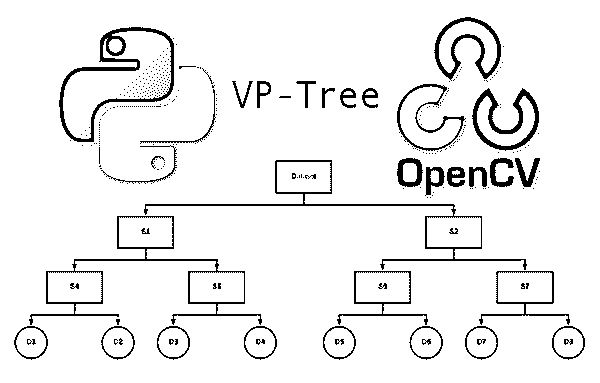 VP-Tree
OpenCV
Dataset
S1 S2
S4 S5 S6 S7
D1 D2 D3 D4 D5 D6 D7 D8